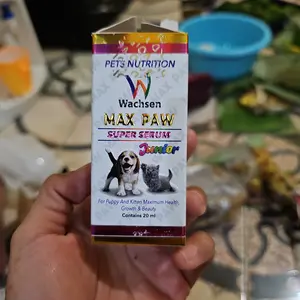 PETS NUTRITION
W
Wachsen
MAX PAW
SUPER SERUM
Junior
For Puppy And Kitten Maximum Health
Growth & Beauty
Contains 20 ml